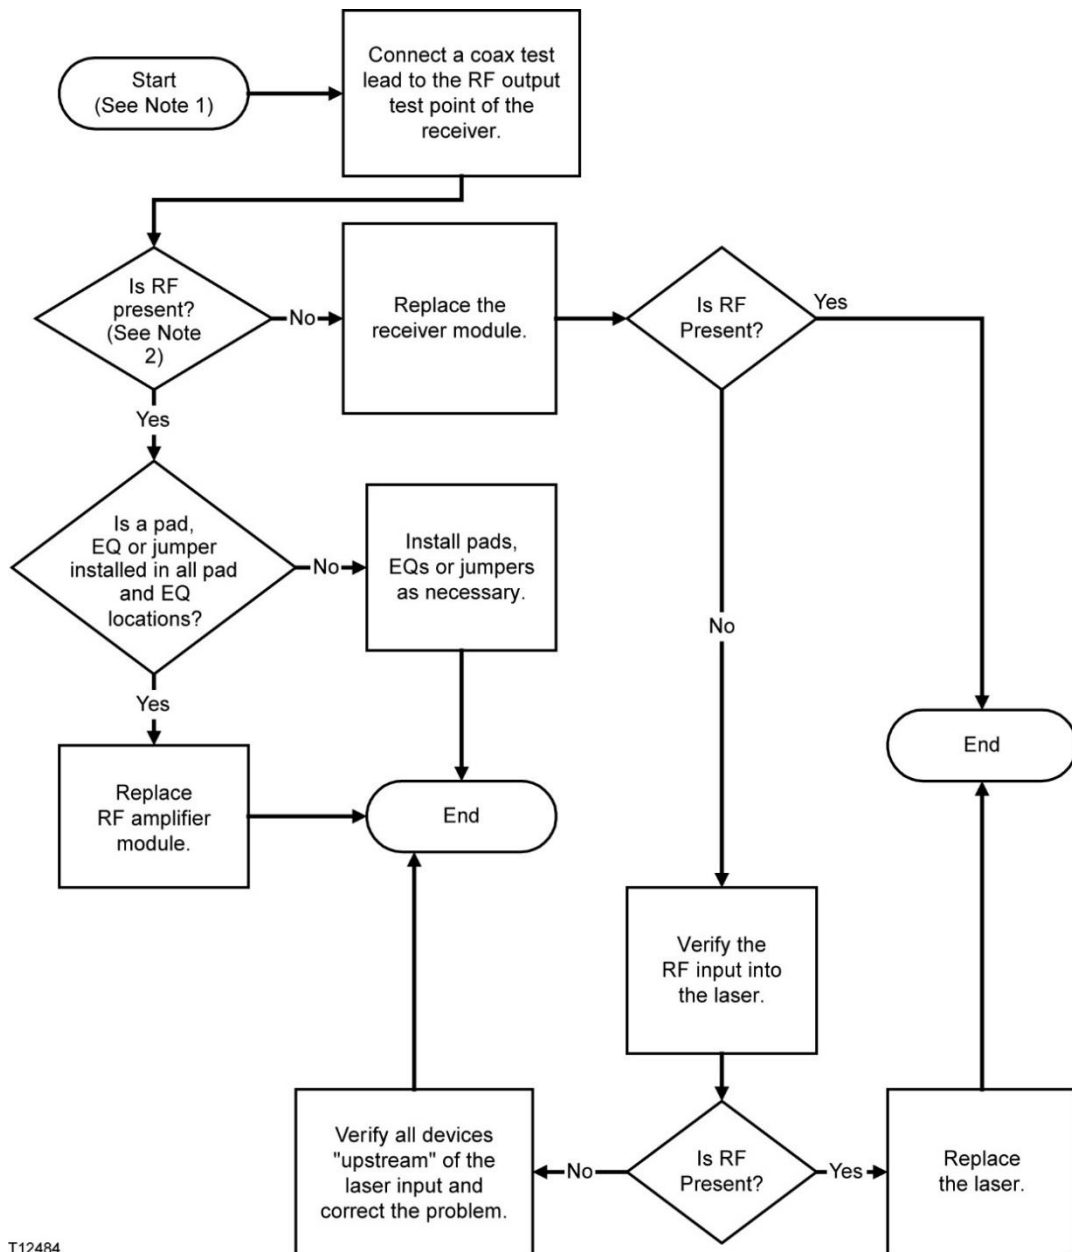 Start
(See Note 1)
Connect a coax test
lead to the RF output
test point of the
receiver.
Is RF
present?
(See Note
2)
No
Replace the
receiver module.
Is RF
Present?
Yes
Yes
Is a pad,
EQ or jumper
installed in all pad
and EQ
locations?
No
Install pads,
EQs or jumpers
as necessary.
No
Yes
Replace
RF amplifier
module.
End
End
Verify the
RF input into
the laser.
Verify all devices
"upstream" of the
laser input and
correct the problem.
No
Is RF
Present?
Yes
Replace
the laser.
T12484